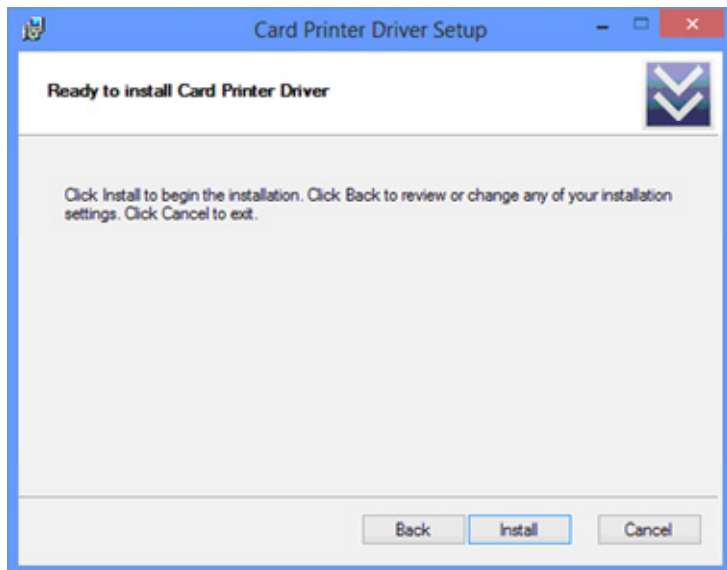 Card Printer Driver Setup
Ready to install Card Printer Driver
Click Install to begin the installation. Click Back to review or change any of your installation
settings. Click Cancel to exit.
Back
Install
Cancel